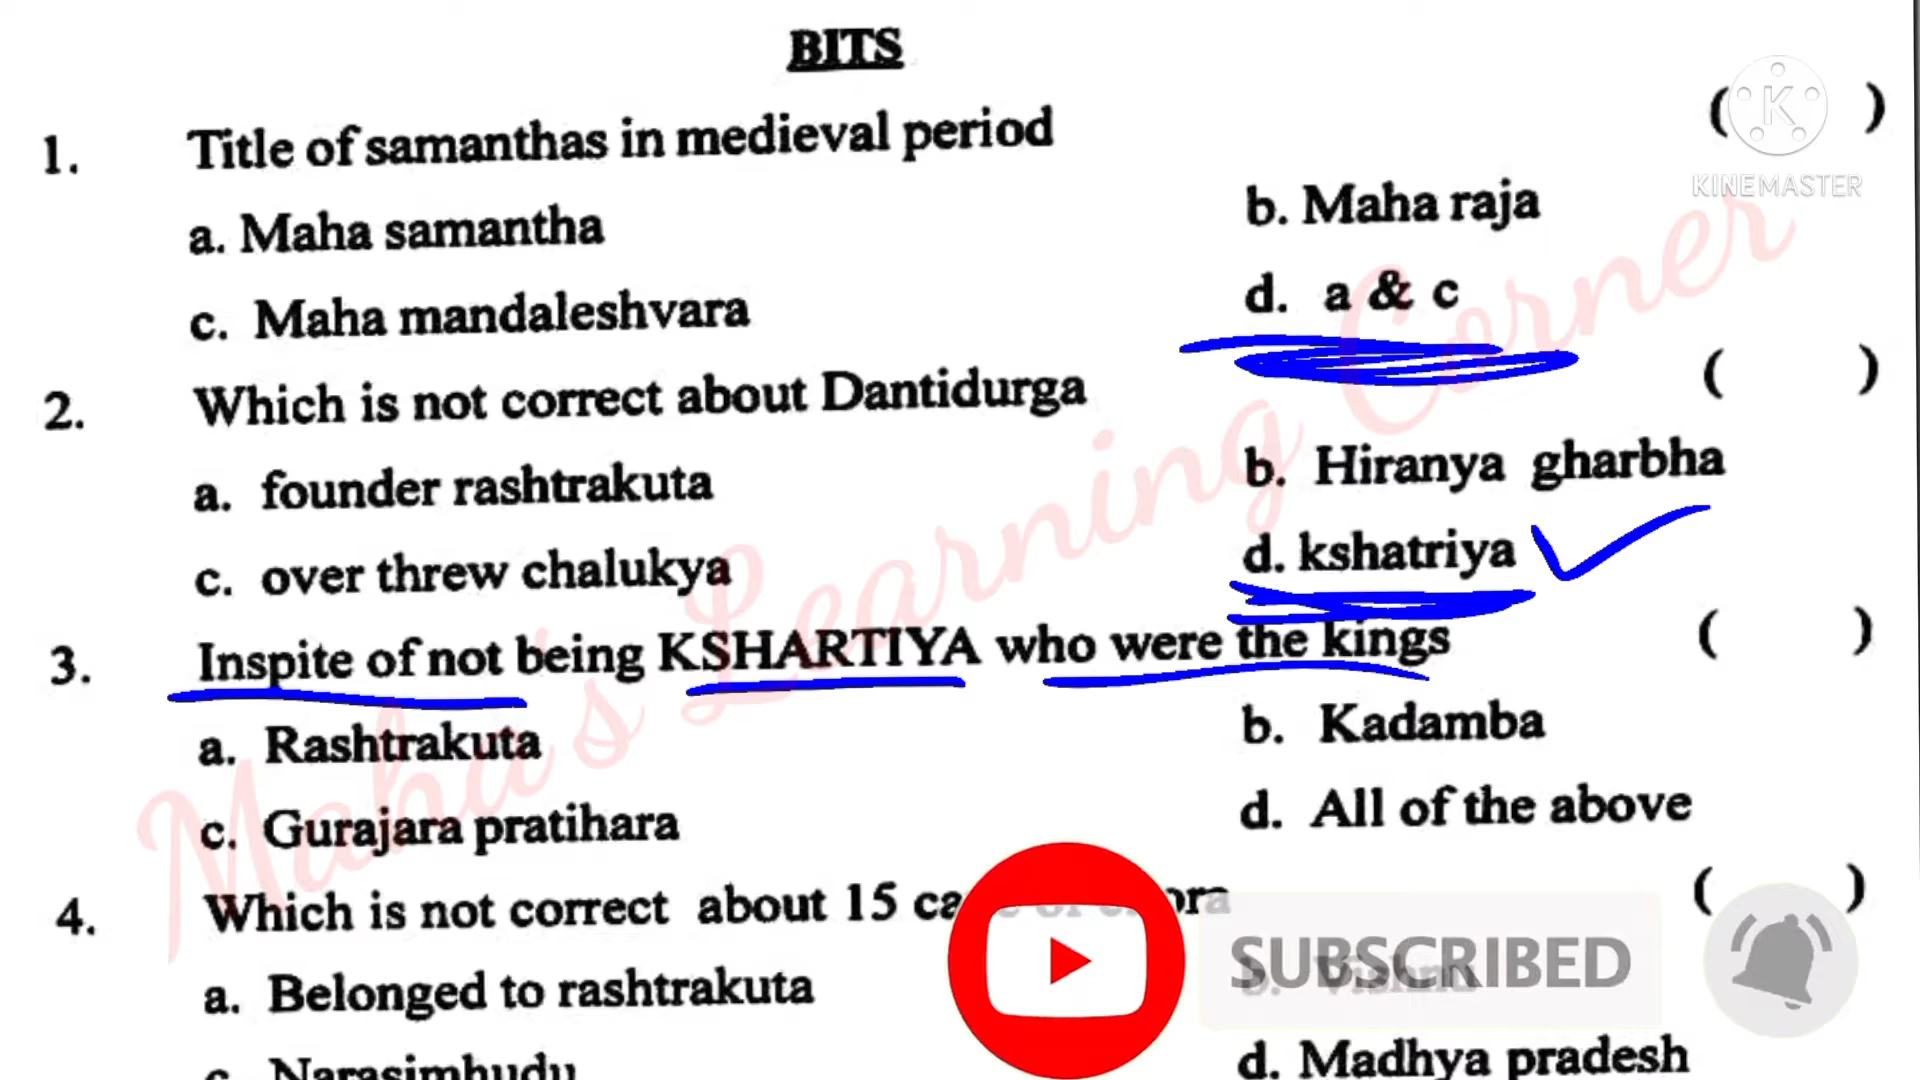 BITS
1. Title of samanthas in medieval period ( )
K
KINEMASTER
a. Maha samantha b. Maha raja
c. Maha mandaleshvara d. a & c
2. Which is not correct about Dantidurga ( )
a. founder rashtrakuta b. Hiranya gharbha
c. over threw chalukya d. kshatriya
3. Inspite of not being KSHARTIYA who were the kings ( )
a. Rashtrakuta b. Kadamba
c. Gurajara pratihara d. All of the above
4. Which is not correct about 15 ( )
a. Belonged to rashtrakuta b. Vishnu
SUBSCRIBED
c. Narasimhudu d. Madhya pradesh
Maha's Learning Corner